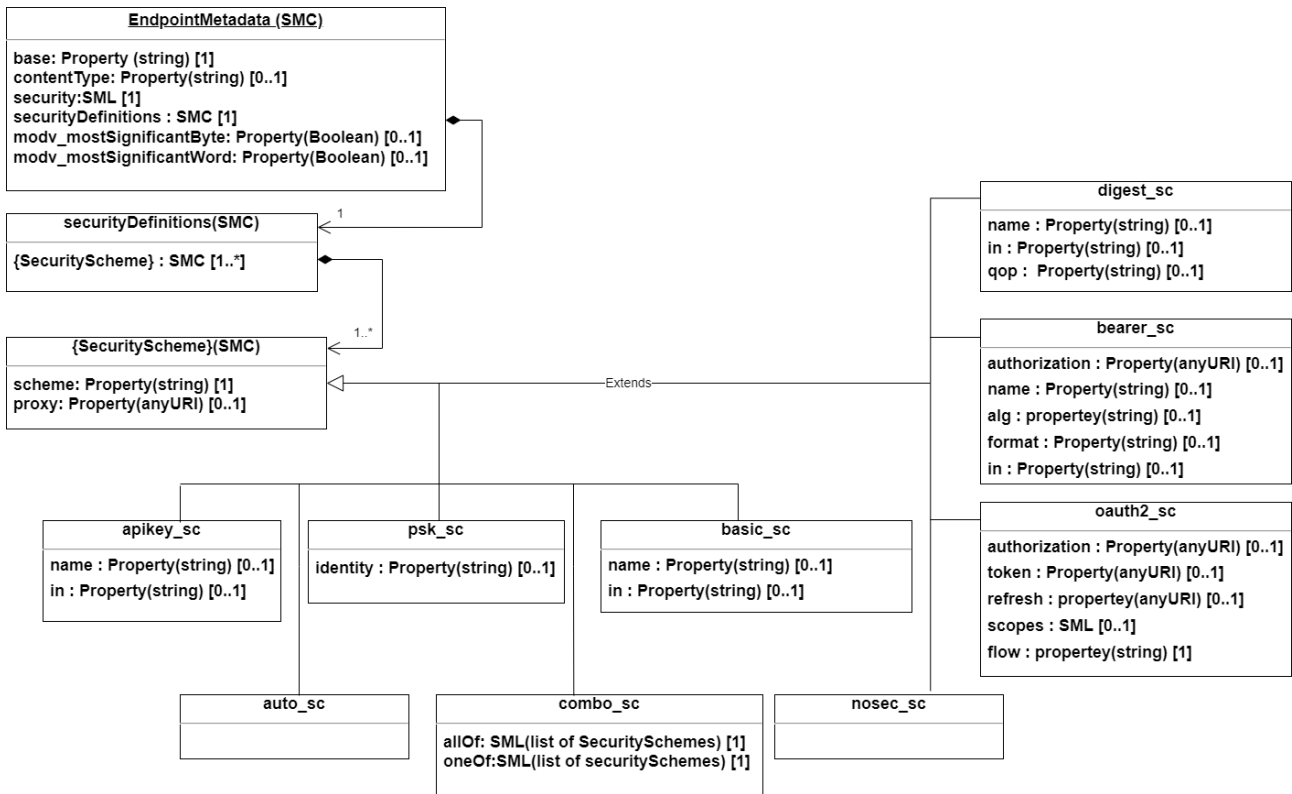 EndpointMetadata (SMC)
base: Property (string) [1]
contentType: Property(string) [0..1]
security:SML [1]
securityDefinitions : SMC [1]
modv_mostSignificantByte: Property(Boolean) [0..1]
modv_mostSignificantWord: Property(Boolean) [0..1]
1
securityDefinitions(SMC)
{SecurityScheme} : SMC [1..*]
1..*
{SecurityScheme}(SMC)
scheme: Property(string) [1]
proxy: Property(anyURI) [0..1]
Extends
digest_sc
name : Property(string) [0..1]
in : Property(string) [0..1]
qop :  Property(string) [0..1]
bearer_sc
authorization : Property(anyURI) [0..1]
name : Property(string) [0..1]
alg : propertey(string) [0..1]
format : Property(string) [0..1]
in : Property(string) [0..1]
oauth2_sc
authorization : Property(anyURI) [0..1]
token : Property(anyURI) [0..1]
refresh : propertey(anyURI) [0..1]
scopes : SML [0..1]
flow : propertey(string) [1]
apikey_sc
name : Property(string) [0..1]
in : Property(string) [0..1]
psk_sc
identity : Property(string) [0..1]
basic_sc
name : Property(string) [0..1]
in : Property(string) [0..1]
auto_sc
combo_sc
allOf: SML(list of SecuritySchemes) [1]
oneOf:SML(list of securitySchemes) [1]
nosec_sc